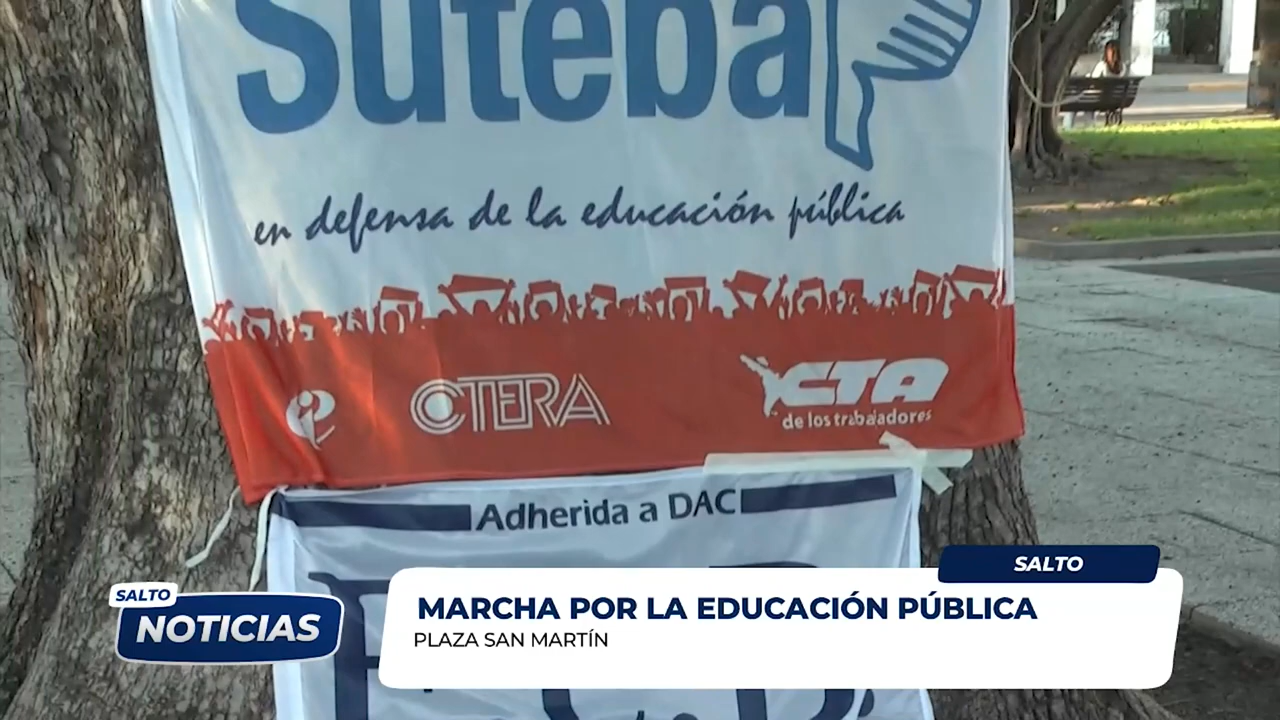 Suteba
en defensa de la educación pública
CTERA
CTA
de los trabajadores
Adherida a DAC
SALTO
SALTO
NOTICIAS
MARCHA POR LA EDUCACIÓN PÚBLICA
PLAZA SAN MARTÍN